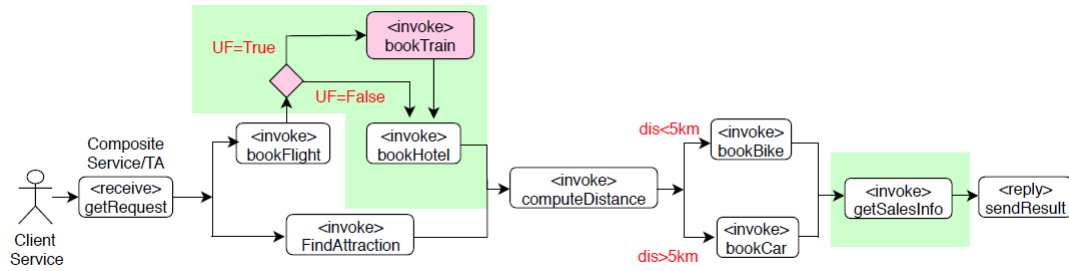 <invoke>
bookTrain
UF=True
UF=False
<invoke>
bookFlight
<invoke>
bookHotel
Composite
Service/TA
<receive>
getRequest
Client
Service
<invoke>
FindAttraction
<invoke>
computeDistance
dis<5km
<invoke>
bookBike
dis>5km
<invoke>
bookCar
<invoke>
getSalesInfo
<reply>
sendResult